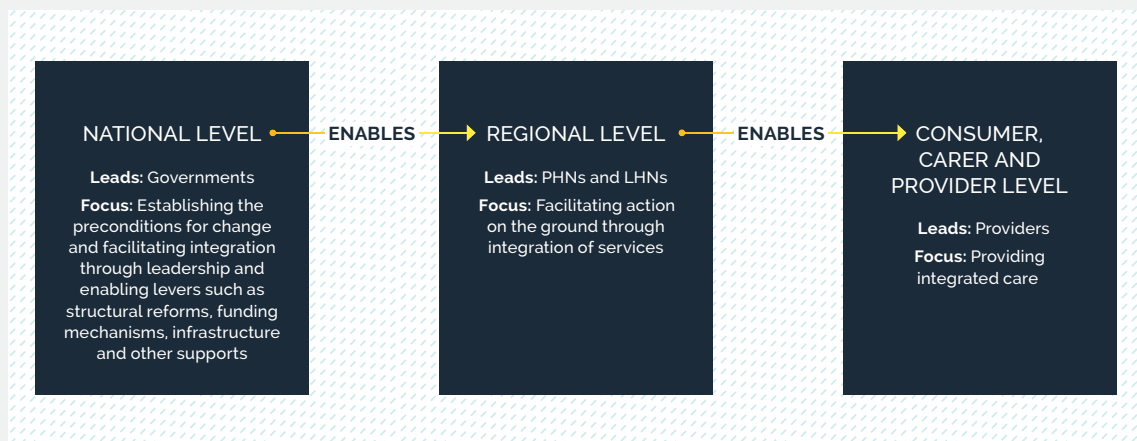 NATIONAL LEVEL
Leads: Governments
Focus: Establishing the
preconditions for change
and facilitating integration
through leadership and
enabling levers such as
structural reforms, funding
mechanisms, infrastructure
and other supports
ENABLES
REGIONAL LEVEL
Leads: PHNs and LHNs
Focus: Facilitating action
on the ground through
integration of services
ENABLES
CONSUMER,
CARER AND
PROVIDER LEVEL
Leads: Providers
Focus: Providing
integrated care